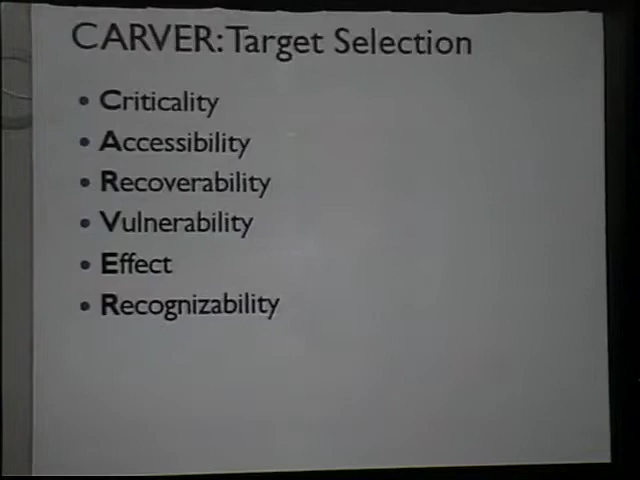 CARVER: Target Selection
• Criticality
• Accessibility
• Recoverability
• Vulnerability
• Effect
• Recognizability